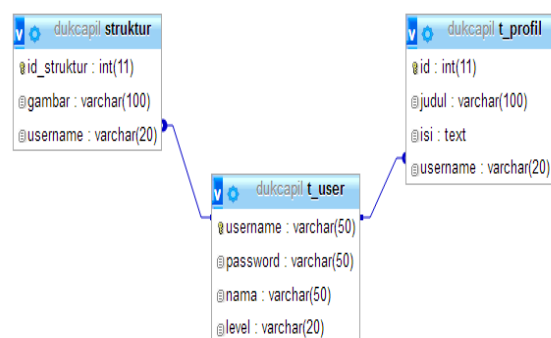 dukcapil struktur
id_struktur : int(11)
gambar : varchar(100)
username : varchar(20)
dukcapil t_profil
id : int(11)
judul : varchar(100)
isi : text
username : varchar(20)
dukcapil t_user
username : varchar(50)
password : varchar(50)
nama : varchar(50)
level : varchar(20)